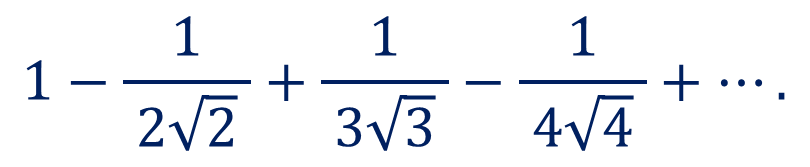 1 − 1/(2√2) + 1/(3√3) − 1/(4√4) + ⋯ .